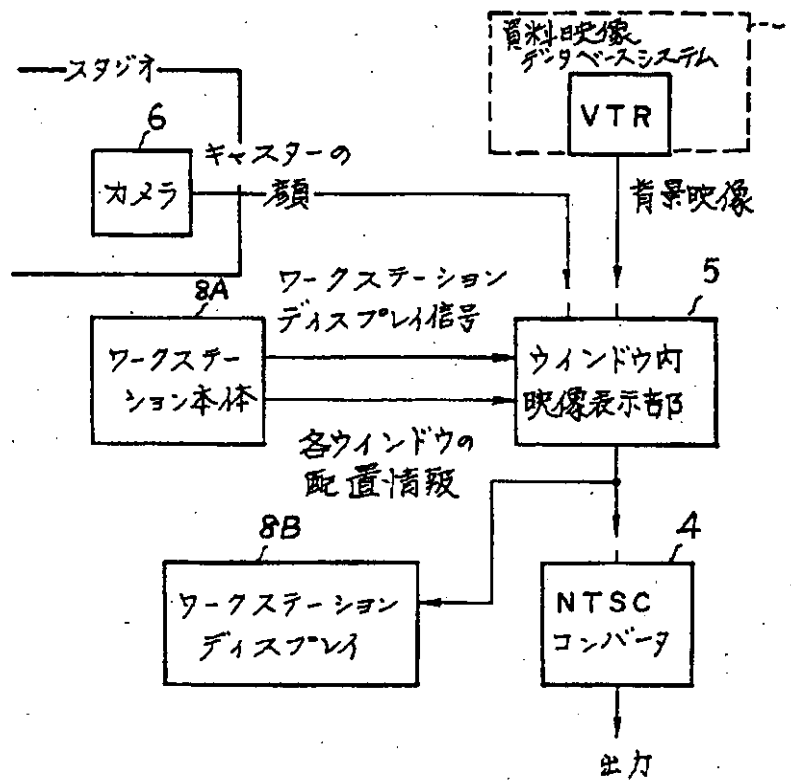 資料映像
データベースシステム
VTR
スタジオ
6
カメラ
キャスターの
顔
背景映像
5
8A
ワークステーション
ディスプレイ信号
ワークステー
ション本体
ウインドウ内
映像表示部
各ウインドウの
配置情報
8B
4
ワークステーション
ディスプレイ
NTSC
コンバータ
出力